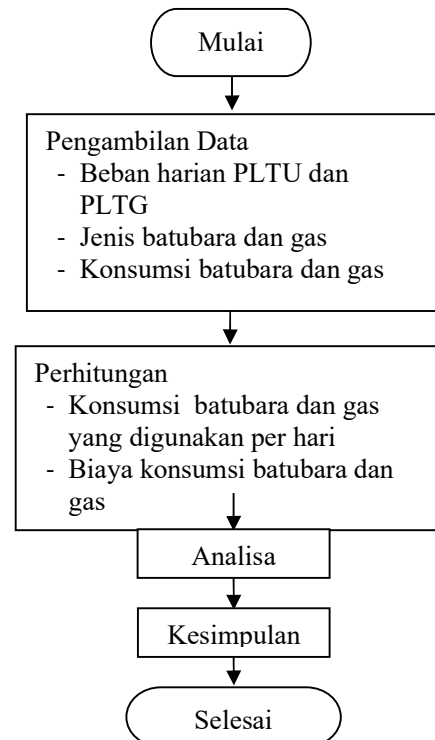 Mulai
Pengambilan Data
- Beban harian PLTU dan
PLTG
- Jenis batubara dan gas
- Konsumsi batubara dan gas
Perhitungan
- Konsumsi batubara dan gas
yang digunakan per hari
- Biaya konsumsi batubara dan
gas
Analisa
Kesimpulan
Selesai